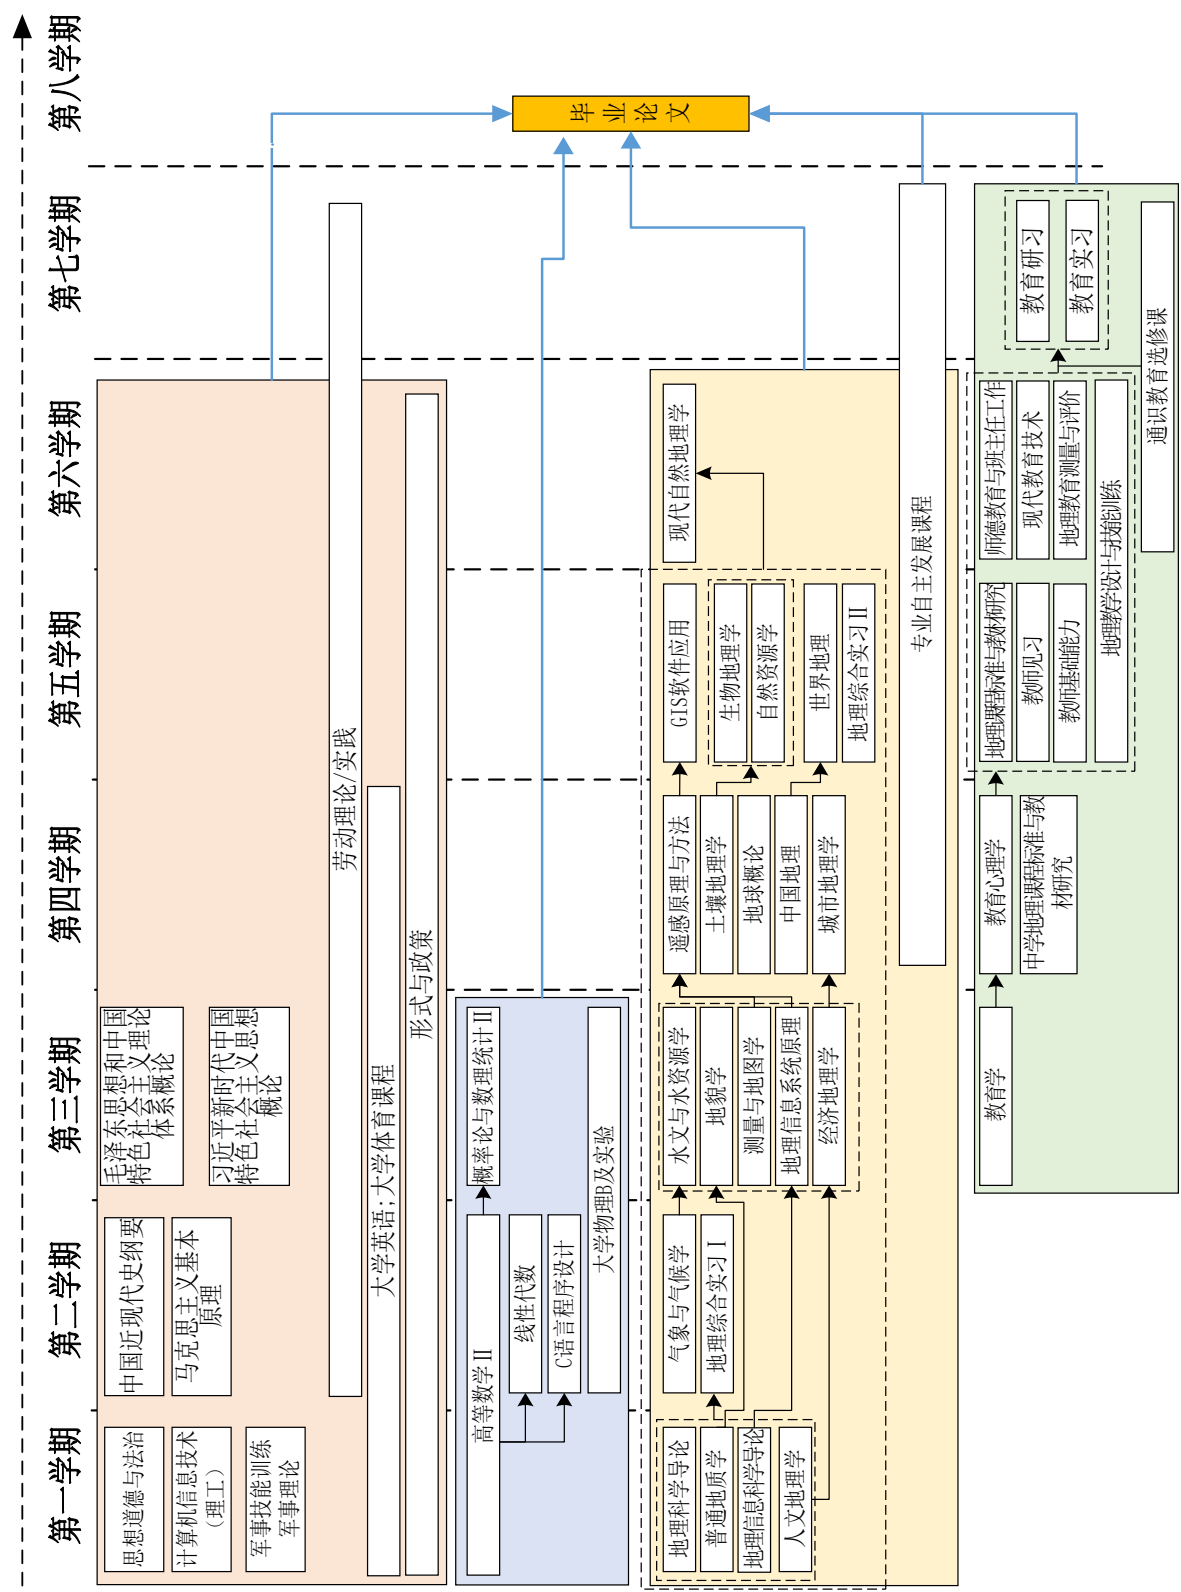 第一学期
第二学期
第三学期
第四学期
第五学期
第六学期
第七学期
第八学期
思想道德与法治
计算机信息技术
（理工）
军事技能训练
军事理论
中国近现代史纲要
马克思主义基本
原理
毛泽东思想和中国
特色社会主义理论
体系概论
习近平新时代中国
特色社会主义思想
概论
劳动理论/实践
大学英语;大学体育课程
形式与政策
高等数学Ⅱ
线性代数
C语言程序设计
概率论与数理统计Ⅱ
大学物理B及实验
地理科学导论
普通地质学
地理信息科学导论
人文地理学
气象与气候学
地理综合实习Ⅰ
水文与水资源学
地貌学
测量与地图学
地理信息系统原理
经济地理学
遥感原理与方法
土壤地理学
地球概论
中国地理
城市地理学
GIS软件应用
生物地理学
自然资源学
世界地理
地理综合实习Ⅱ
现代自然地理学
专业自主发展课程
教育学
教育心理学
中学地理课程标准与教
材研究
地理课程标准与教材研究
教师见习
教师基础能力
师德教育与班主任工作
现代教育技术
地理教育测量与评价
地理教学设计与技能训练
通识教育选修课
教育研习
教育实习
毕业论文